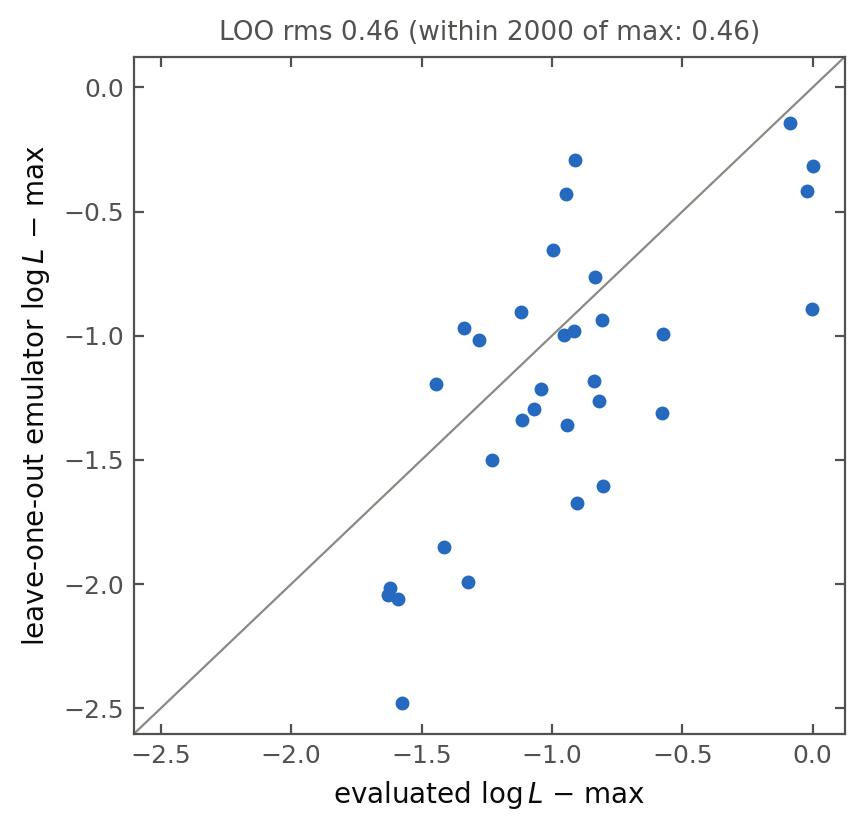 LOO rms 0.46 (within 2000 of max: 0.46)
leave-one-out emulator log L − max
0.0
−0.5
−1.0
−1.5
−2.0
−2.5
−2.5 −2.0 −1.5 −1.0 −0.5 0.0
evaluated log L − max